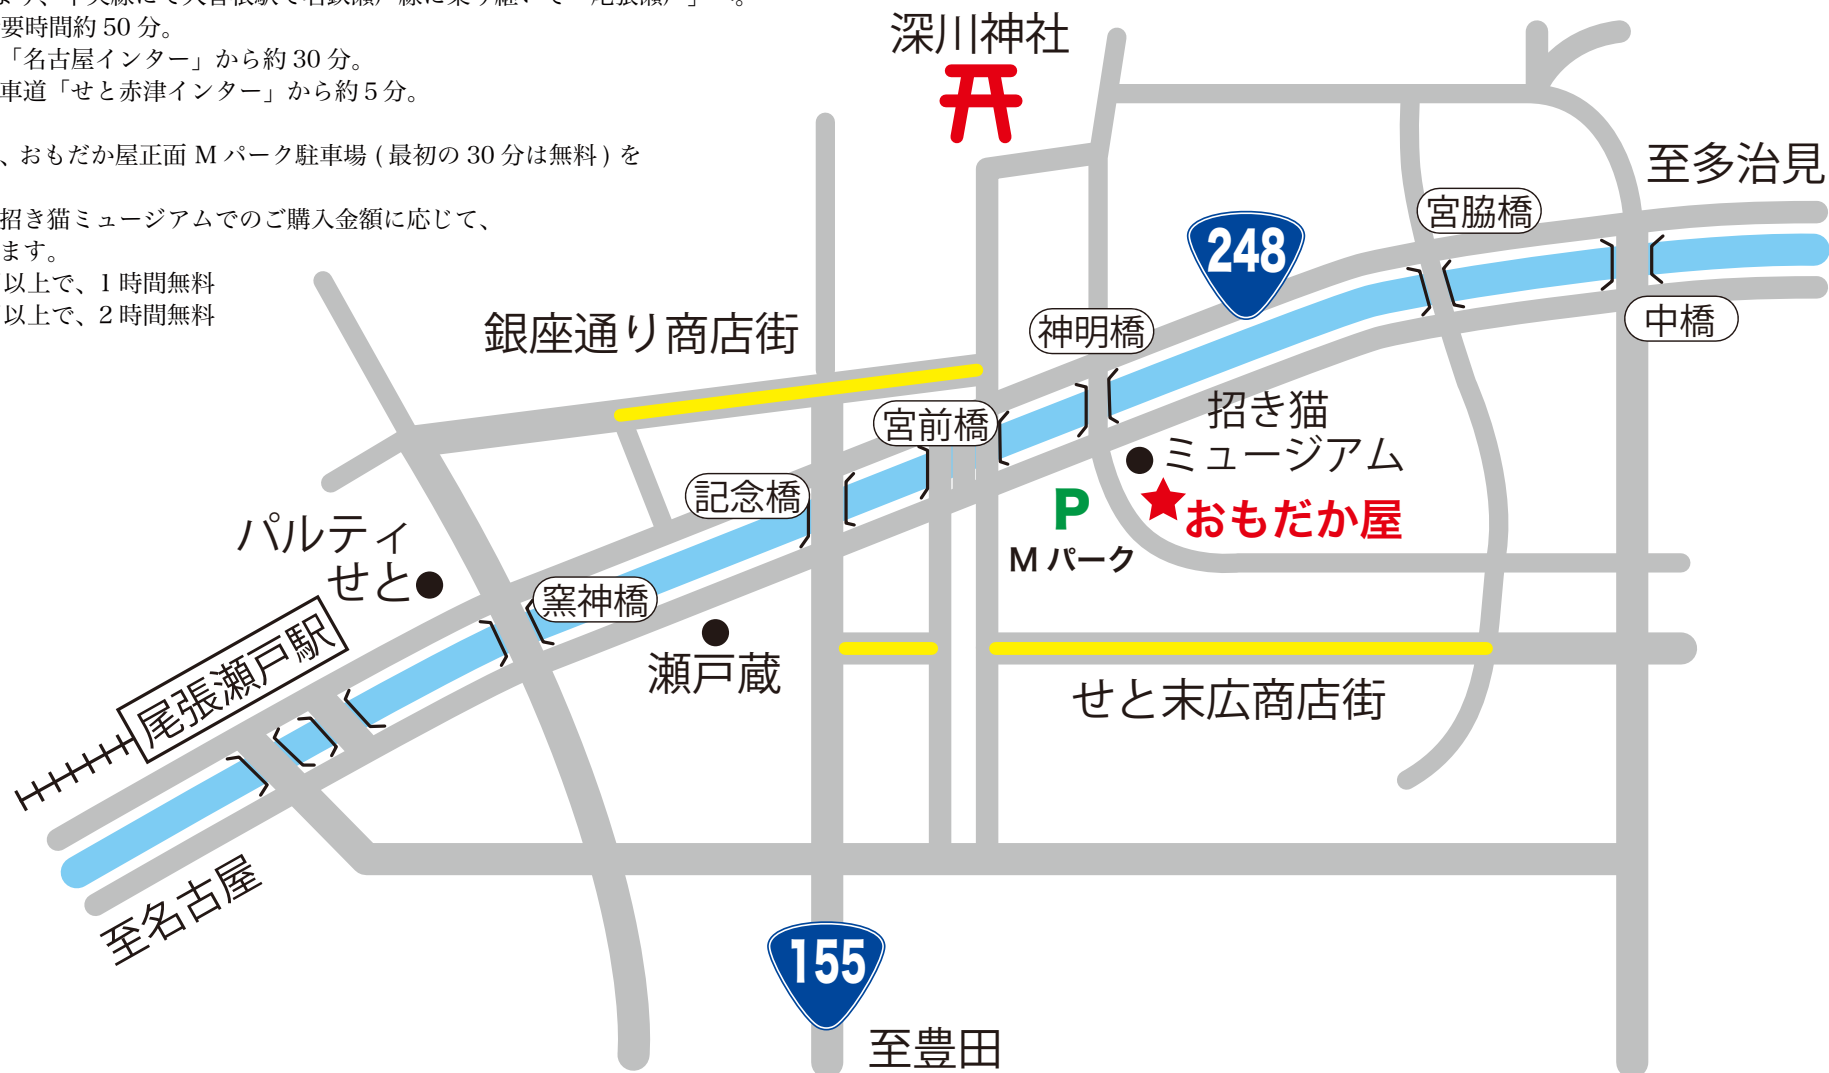 要時間約 50 分。
「名古屋インター」から約 30 分。
車道「せと赤津インター」から約 5 分。
、おもだか屋正面 M パーク駐車場 ( 最初の 30 分は無料 ) を
招き猫ミュージアムでのご購入金額に応じて、
ます。
以上で、1 時間無料
以上で、2 時間無料
深川神社
至多治見
宮脇橋
248
中橋
神明橋
銀座通り商店街
招き猫
ミュージアム
宮前橋
記念橋
P
M パーク
おもだか屋
パルティ
せと
窯神橋
瀬戸蔵
尾張瀬戸駅
せと末広商店街
至名古屋
155
至豊田